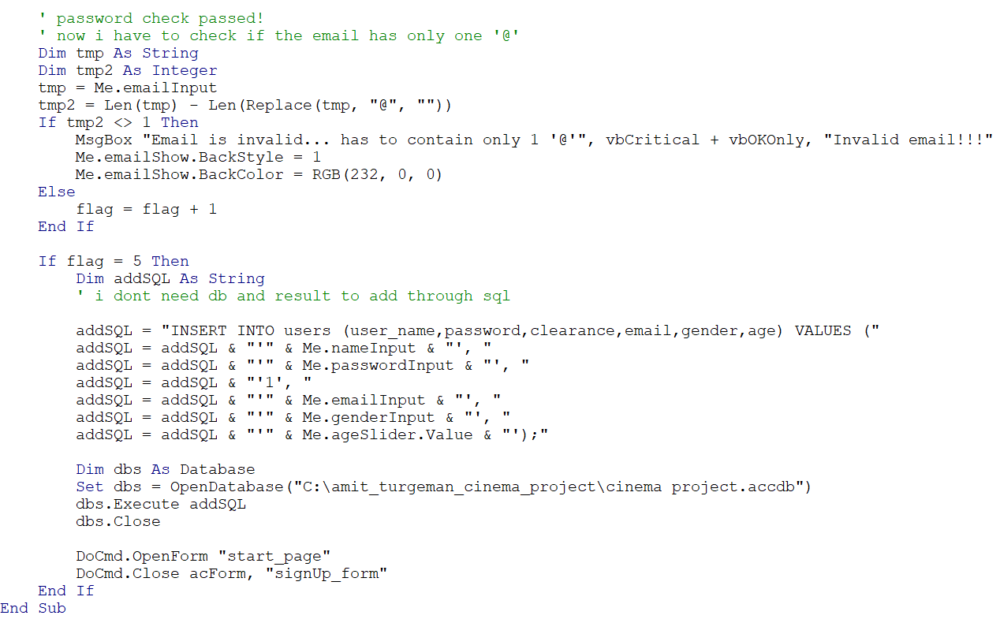 ' password check passed!
' now i have to check if the email has only one '@'
Dim tmp As String
Dim tmp2 As Integer
tmp = Me.emailInput
tmp2 = Len(tmp) - Len(Replace(tmp, "@", ""))
If tmp2 <> 1 Then
MsgBox "Email is invalid... has to contain only 1 '@'", vbCritical + vbOKOnly, "Invalid email!!!"
Me.emailShow.BackStyle = 1
Me.emailShow.BackColor = RGB(232, 0, 0)
Else
flag = flag + 1
End If
If flag = 5 Then
Dim addSQL As String
' i dont need db and result to add through sql
addSQL = "INSERT INTO users (user_name,password,clearance,email,gender,age) VALUES ("
addSQL = addSQL & "'" & Me.nameInput & "', "
addSQL = addSQL & "'" & Me.passwordInput & "', "
addSQL = addSQL & "'1', "
addSQL = addSQL & "'" & Me.emailInput & "', "
addSQL = addSQL & "'" & Me.genderInput & "', "
addSQL = addSQL & "'" & Me.ageSlider.Value & "');"
Dim dbs As Database
Set dbs = OpenDatabase("C:\amit_turgeman_cinema_project\cinema project.accdb")
dbs.Execute addSQL
dbs.Close
DoCmd.OpenForm "start_page"
DoCmd.Close acForm, "signUp_form"
End If
End Sub